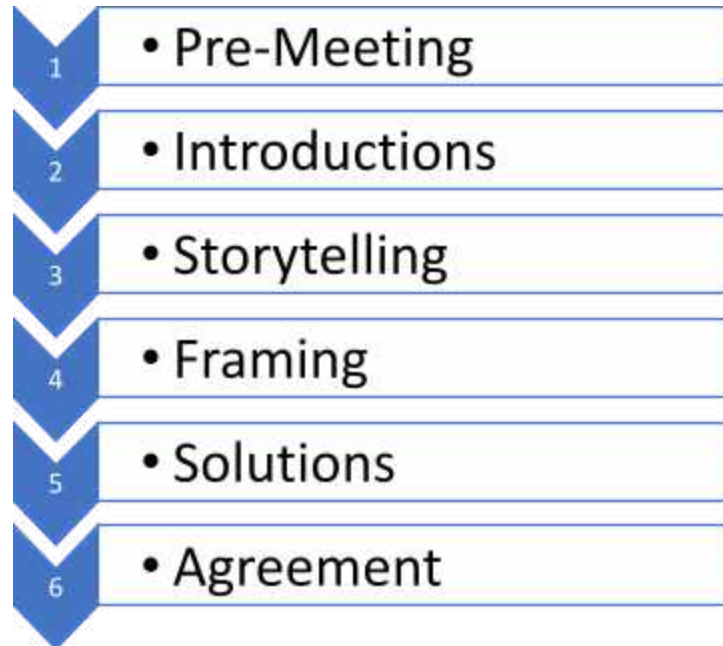 1 • Pre-Meeting
2 • Introductions
3 • Storytelling
4 • Framing
5 • Solutions
6 • Agreement